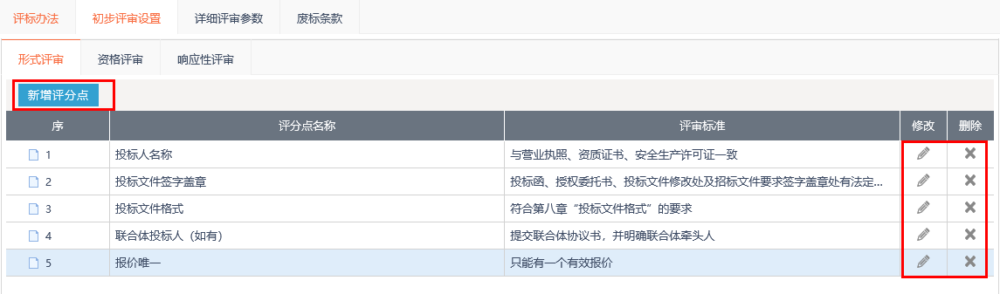 评标办法 初步评审设置 详细评审参数 废标条款
形式评审 资格评审 响应性评审
新增评分点
序 评分点名称 评审标准 修改 删除
1 投标人名称 与营业执照、资质证书、安全生产许可证一致
2 投标文件签字盖章 投标函、授权委托书、投标文件修改处及招标文件要求签字盖章处有法定...
3 投标文件格式 符合第八章“投标文件格式”的要求
4 联合体投标人（如有） 提交联合体协议书，并明确联合体牵头人
5 报价唯一 只能有一个有效报价